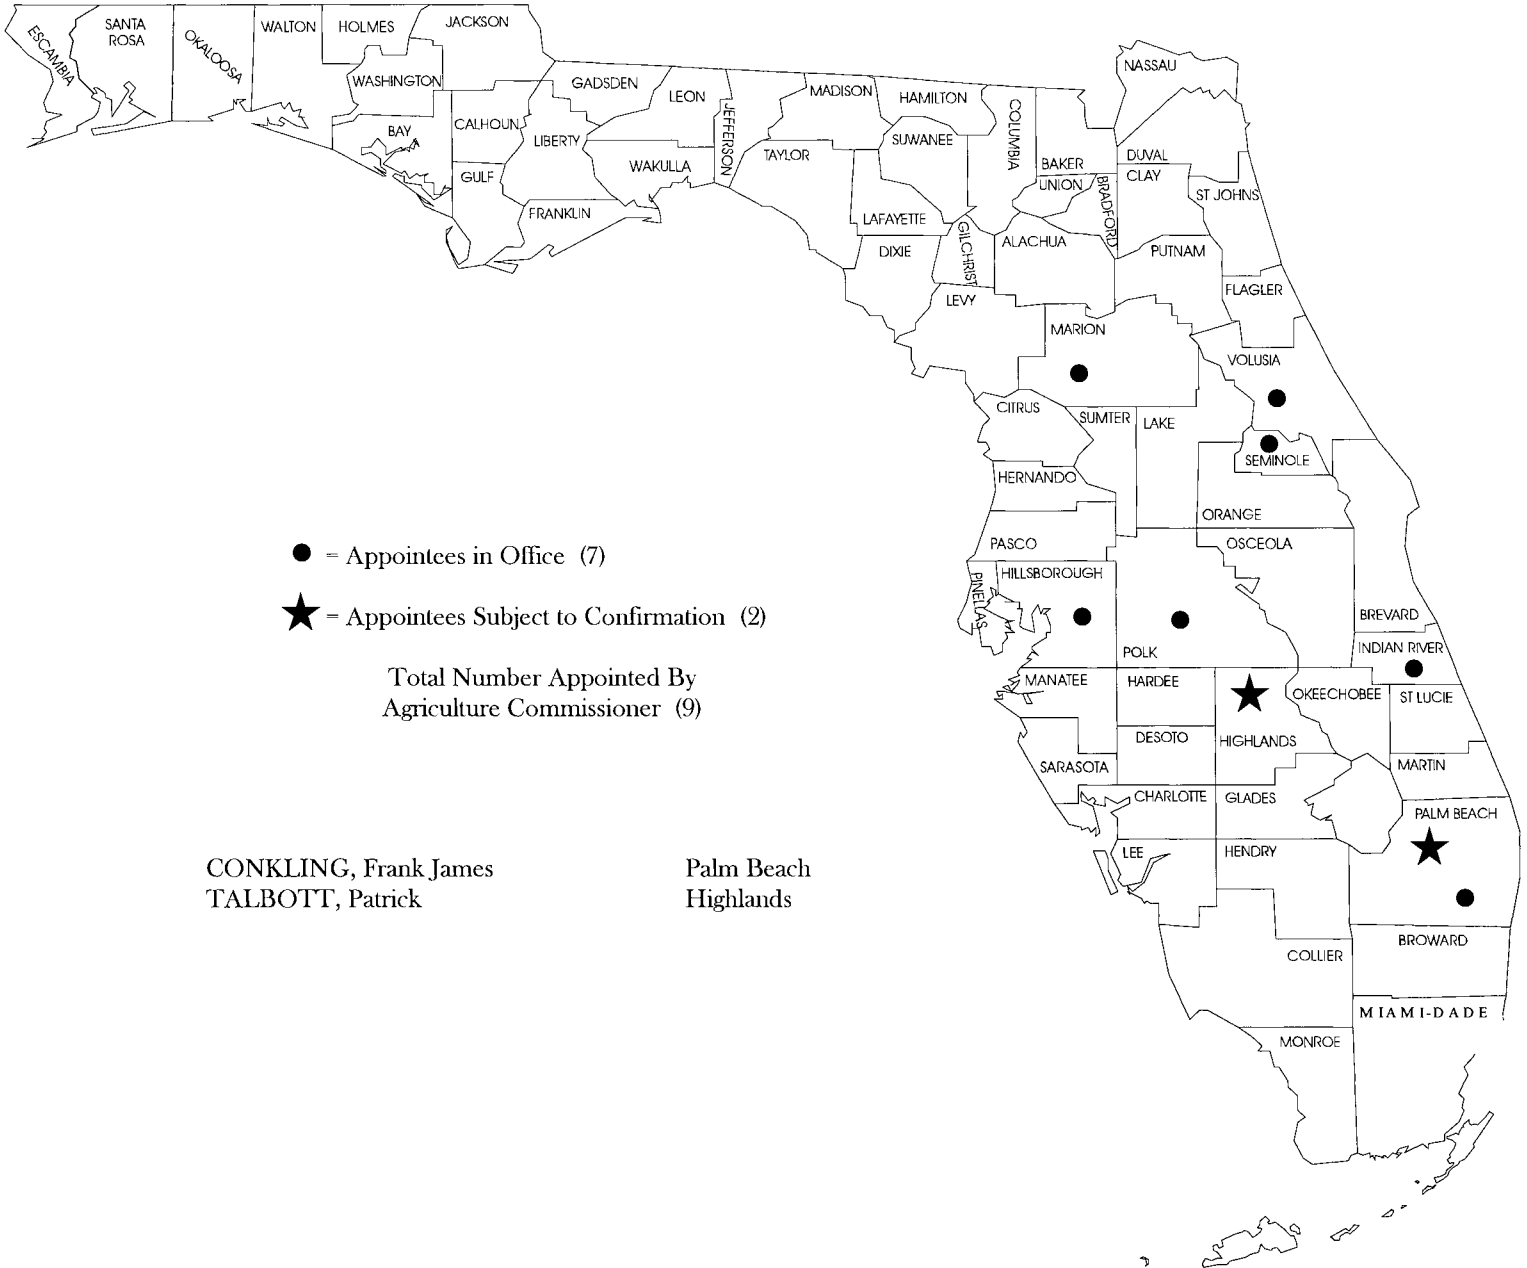 ESCAMBIA
SANTA
ROSA
OKALOOSA
WALTON
HOLMES
JACKSON
WASHINGTON
BAY
CALHOUN
GULF
GADSDEN
LIBERTY
FRANKLIN
LEON
WAKULLA
JEFFERSON
MADISON
TAYLOR
HAMILTON
SUWANEE
LAFAYETTE
DIXIE
COLUMBIA
GILCHRIST
NASSAU
BAKER
UNION
BRADFORD
DUVAL
CLAY
ST JOHNS
ALACHUA
PUTNAM
FLAGLER
LEVY
MARION
VOLUSIA
CITRUS
SUMTER
LAKE
SEMINOLE
HERNANDO
ORANGE
PASCO
OSCEOLA
HILLSBOROUGH
PINELLAS
POLK
BREVARD
INDIAN RIVER
MANATEE
HARDEE
OKEECHOBEE
ST LUCIE
DESOTO
HIGHLANDS
SARASOTA
MARTIN
CHARLOTTE
GLADES
PALM BEACH
LEE
HENDRY
BROWARD
COLLIER
MIAMI-DADE
MONROE
● = Appointees in Office (7)
★ = Appointees Subject to Confirmation (2)
Total Number Appointed By
Agriculture Commissioner (9)
CONKLING, Frank James Palm Beach
TALBOTT, Patrick Highlands